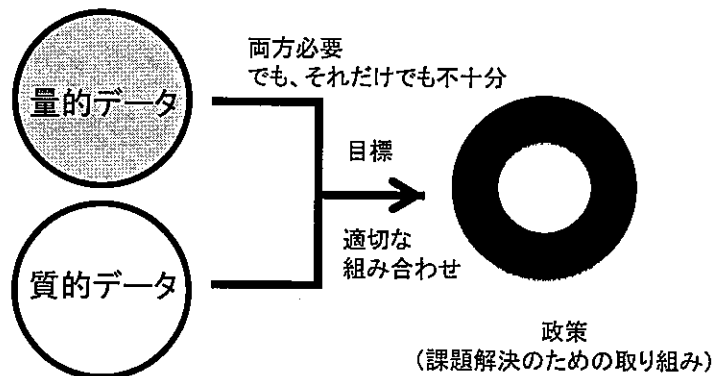 量的データ
両方必要
でも、それだけでも不十分
目標
適切な
組み合わせ
質的データ
政策
(課題解決のための取り組み)